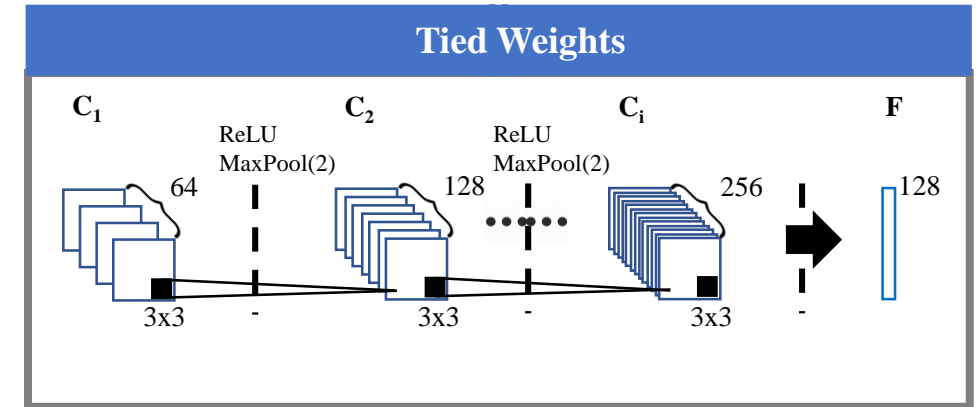 Tied Weights
C1 C2 Ci F
ReLU
MaxPool(2)
ReLU
MaxPool(2)
64 128 256 128
3x3 - 3x3 - 3x3 -